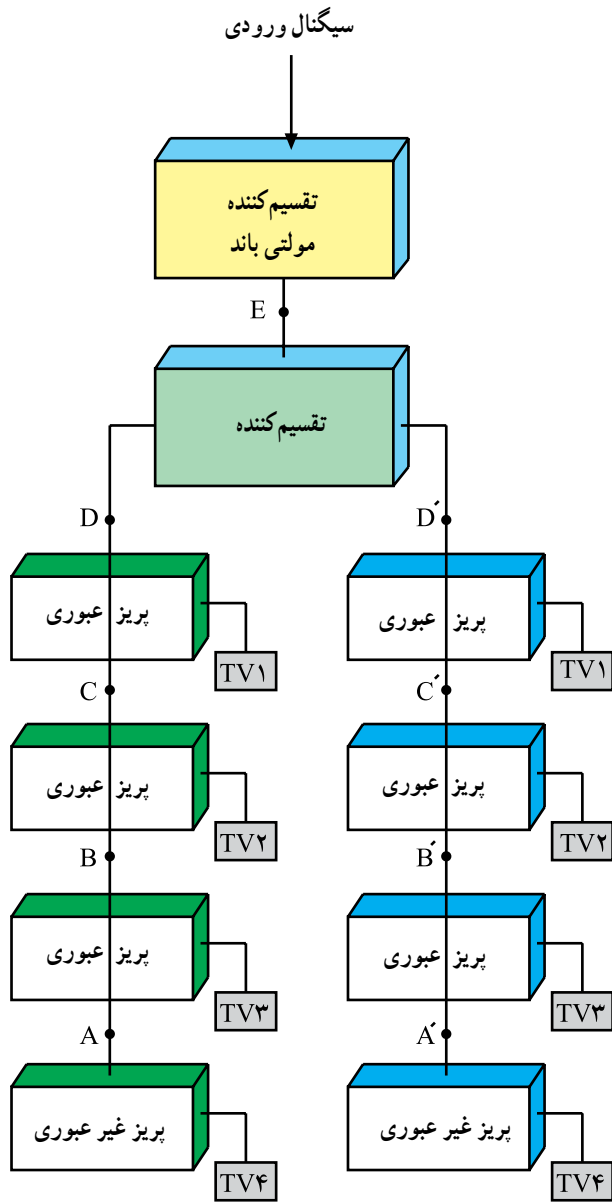 سیگنال ورودی
تقسیم‌کننده
مولتی باند
E
تقسیم‌کننده
D
D´
پریز عبوری
پریز عبوری
TV۱
TV۱
C
C´
پریز عبوری
پریز عبوری
TV۲
TV۲
B
B´
پریز عبوری
پریز عبوری
TV۳
TV۳
A
A´
پریز غیر عبوری
پریز غیر عبوری
TV۴
TV۴